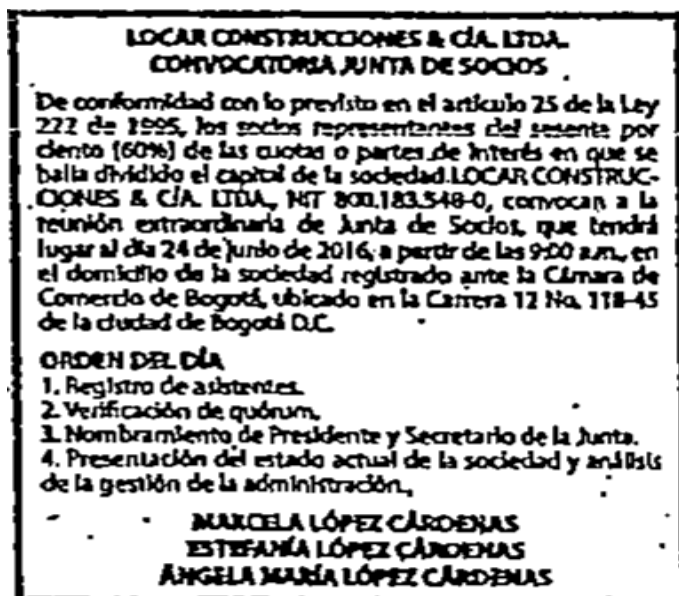 LOCAR CONSTRUCCIONES & CÍA. LTDA.
CONVOCATORIA JUNTA DE SOCIOS
De conformidad con lo previsto en el artículo 25 de la Ley
222 de 1995, los socios representantes del sesenta por
ciento (60%) de las cuotas o partes de interés en que se
halla dividido el capital de la sociedad LOCAR CONSTRUC-
CIONES & CÍA. LTDA., NIT 800.183.548-0, convocan a la
reunión extraordinaria de Junta de Socios, que tendrá
lugar al día 24 de junio de 2016, a partir de las 9:00 a.m., en
el domicilio de la sociedad registrado ante la Cámara de
Comercio de Bogotá, ubicado en la Carrera 12 No. 118-45
de la ciudad de Bogotá D.C.
ORDEN DEL DÍA
1. Registro de asistentes.
2. Verificación de quórum.
3. Nombramiento de Presidente y Secretario de la Junta.
4. Presentación del estado actual de la sociedad y análisis
de la gestión de la administración.
MARCELA LÓPEZ CÁRDENAS
ESTEFANÍA LÓPEZ CÁRDENAS
ÁNGELA MARÍA LÓPEZ CÁRDENAS